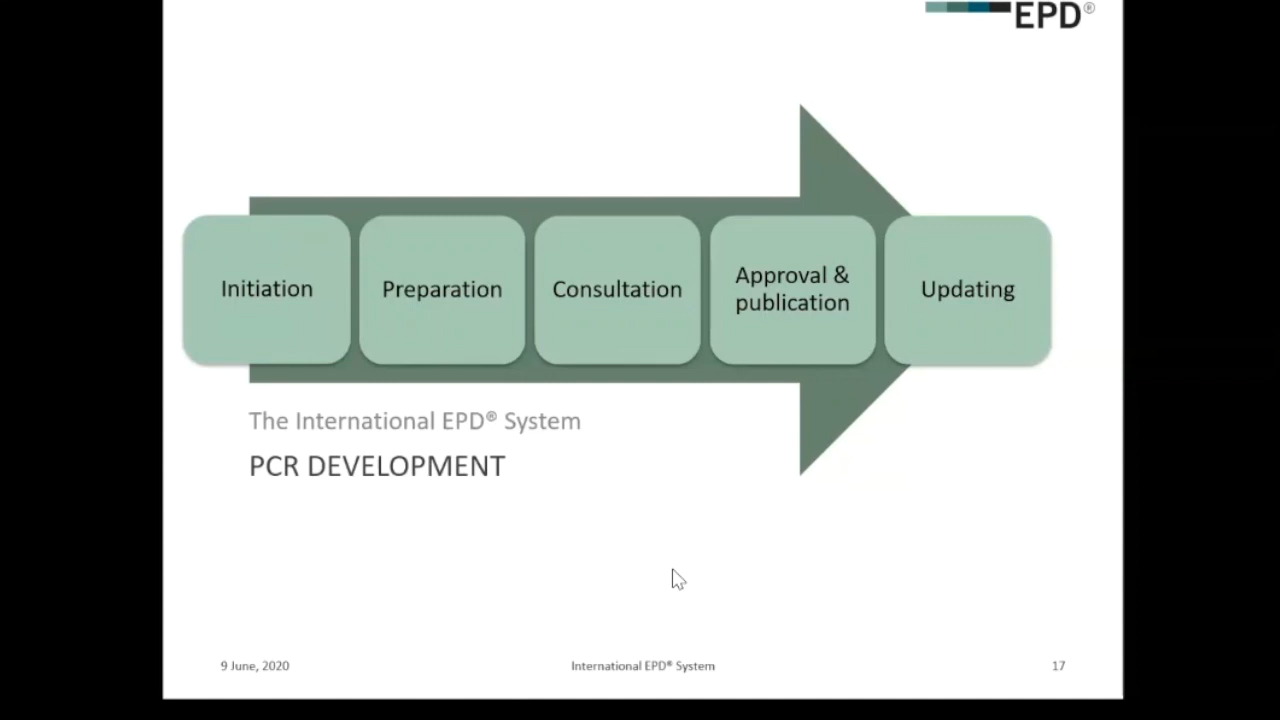 EPD®
Initiation
Preparation
Consultation
Approval &
publication
Updating
The International EPD® System
PCR DEVELOPMENT
9 June, 2020
International EPD® System
17